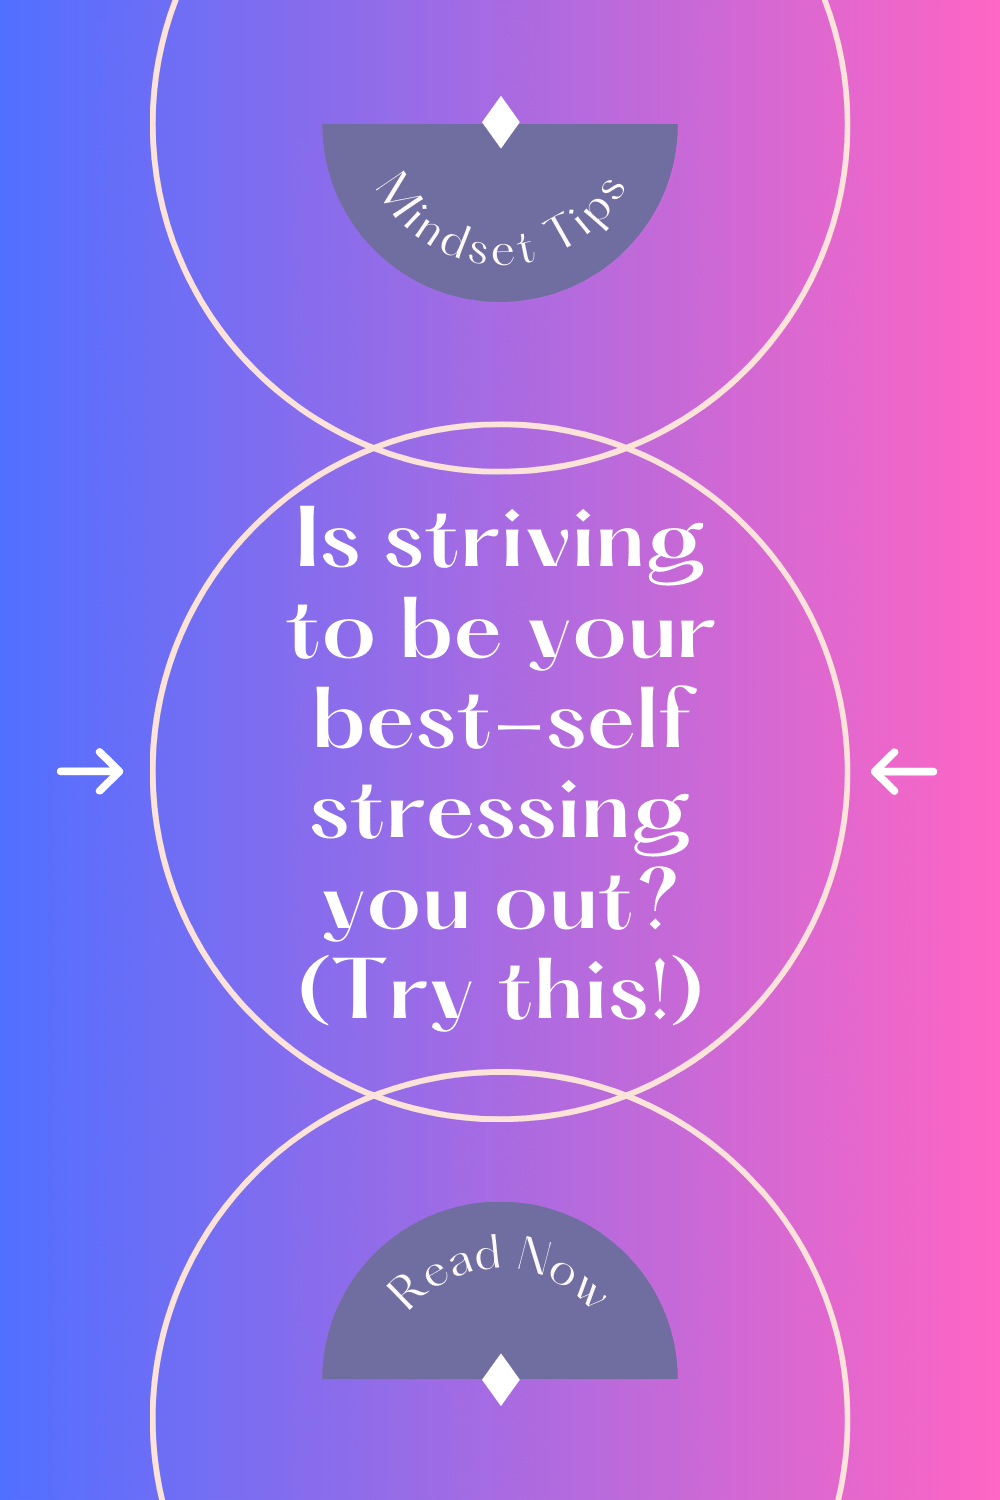 Mindset Tips
Is striving
to be your
best–self
stressing
you out?
(Try this!)
Read Now